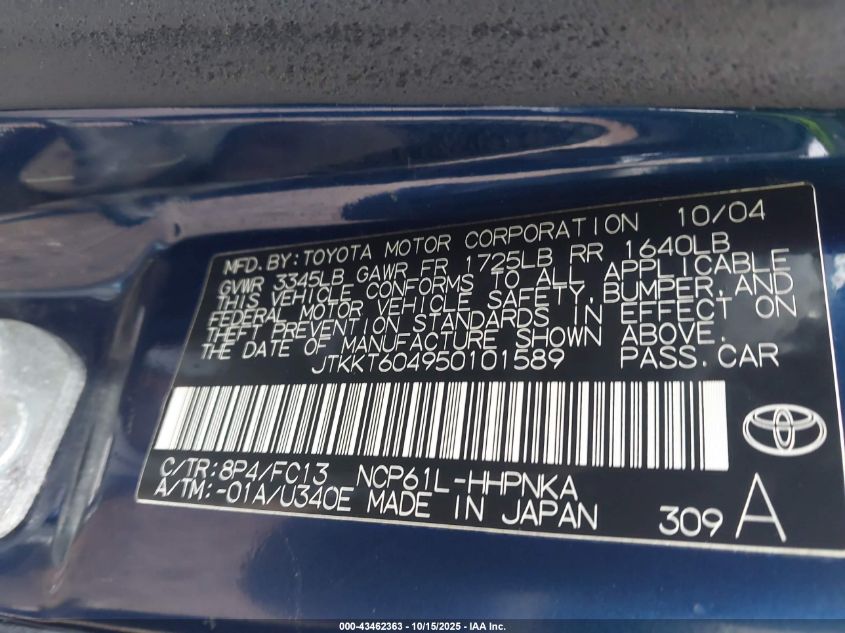 MFD.BY:TOYOTA MOTOR CORPORATION 10/04
GVWR 3345LB GAWR FR 1725LB RR 1640LB
THIS VEHICLE CONFORMS TO ALL APPLICABLE
FEDERAL MOTOR VEHICLE SAFETY,BUMPER,AND
THEFT PREVENTION STANDARDS IN EFFECT ON
THE DATE OF MANUFACTURE SHOWN ABOVE.
JTKKT604950101589 PASS.CAR
C/TR:8P4/FC13 NCP61L-HHPNKA
A/TM:-01A/U340E MADE IN JAPAN 309 A
000-43462363 - 10/15/2025 - IAA Inc.